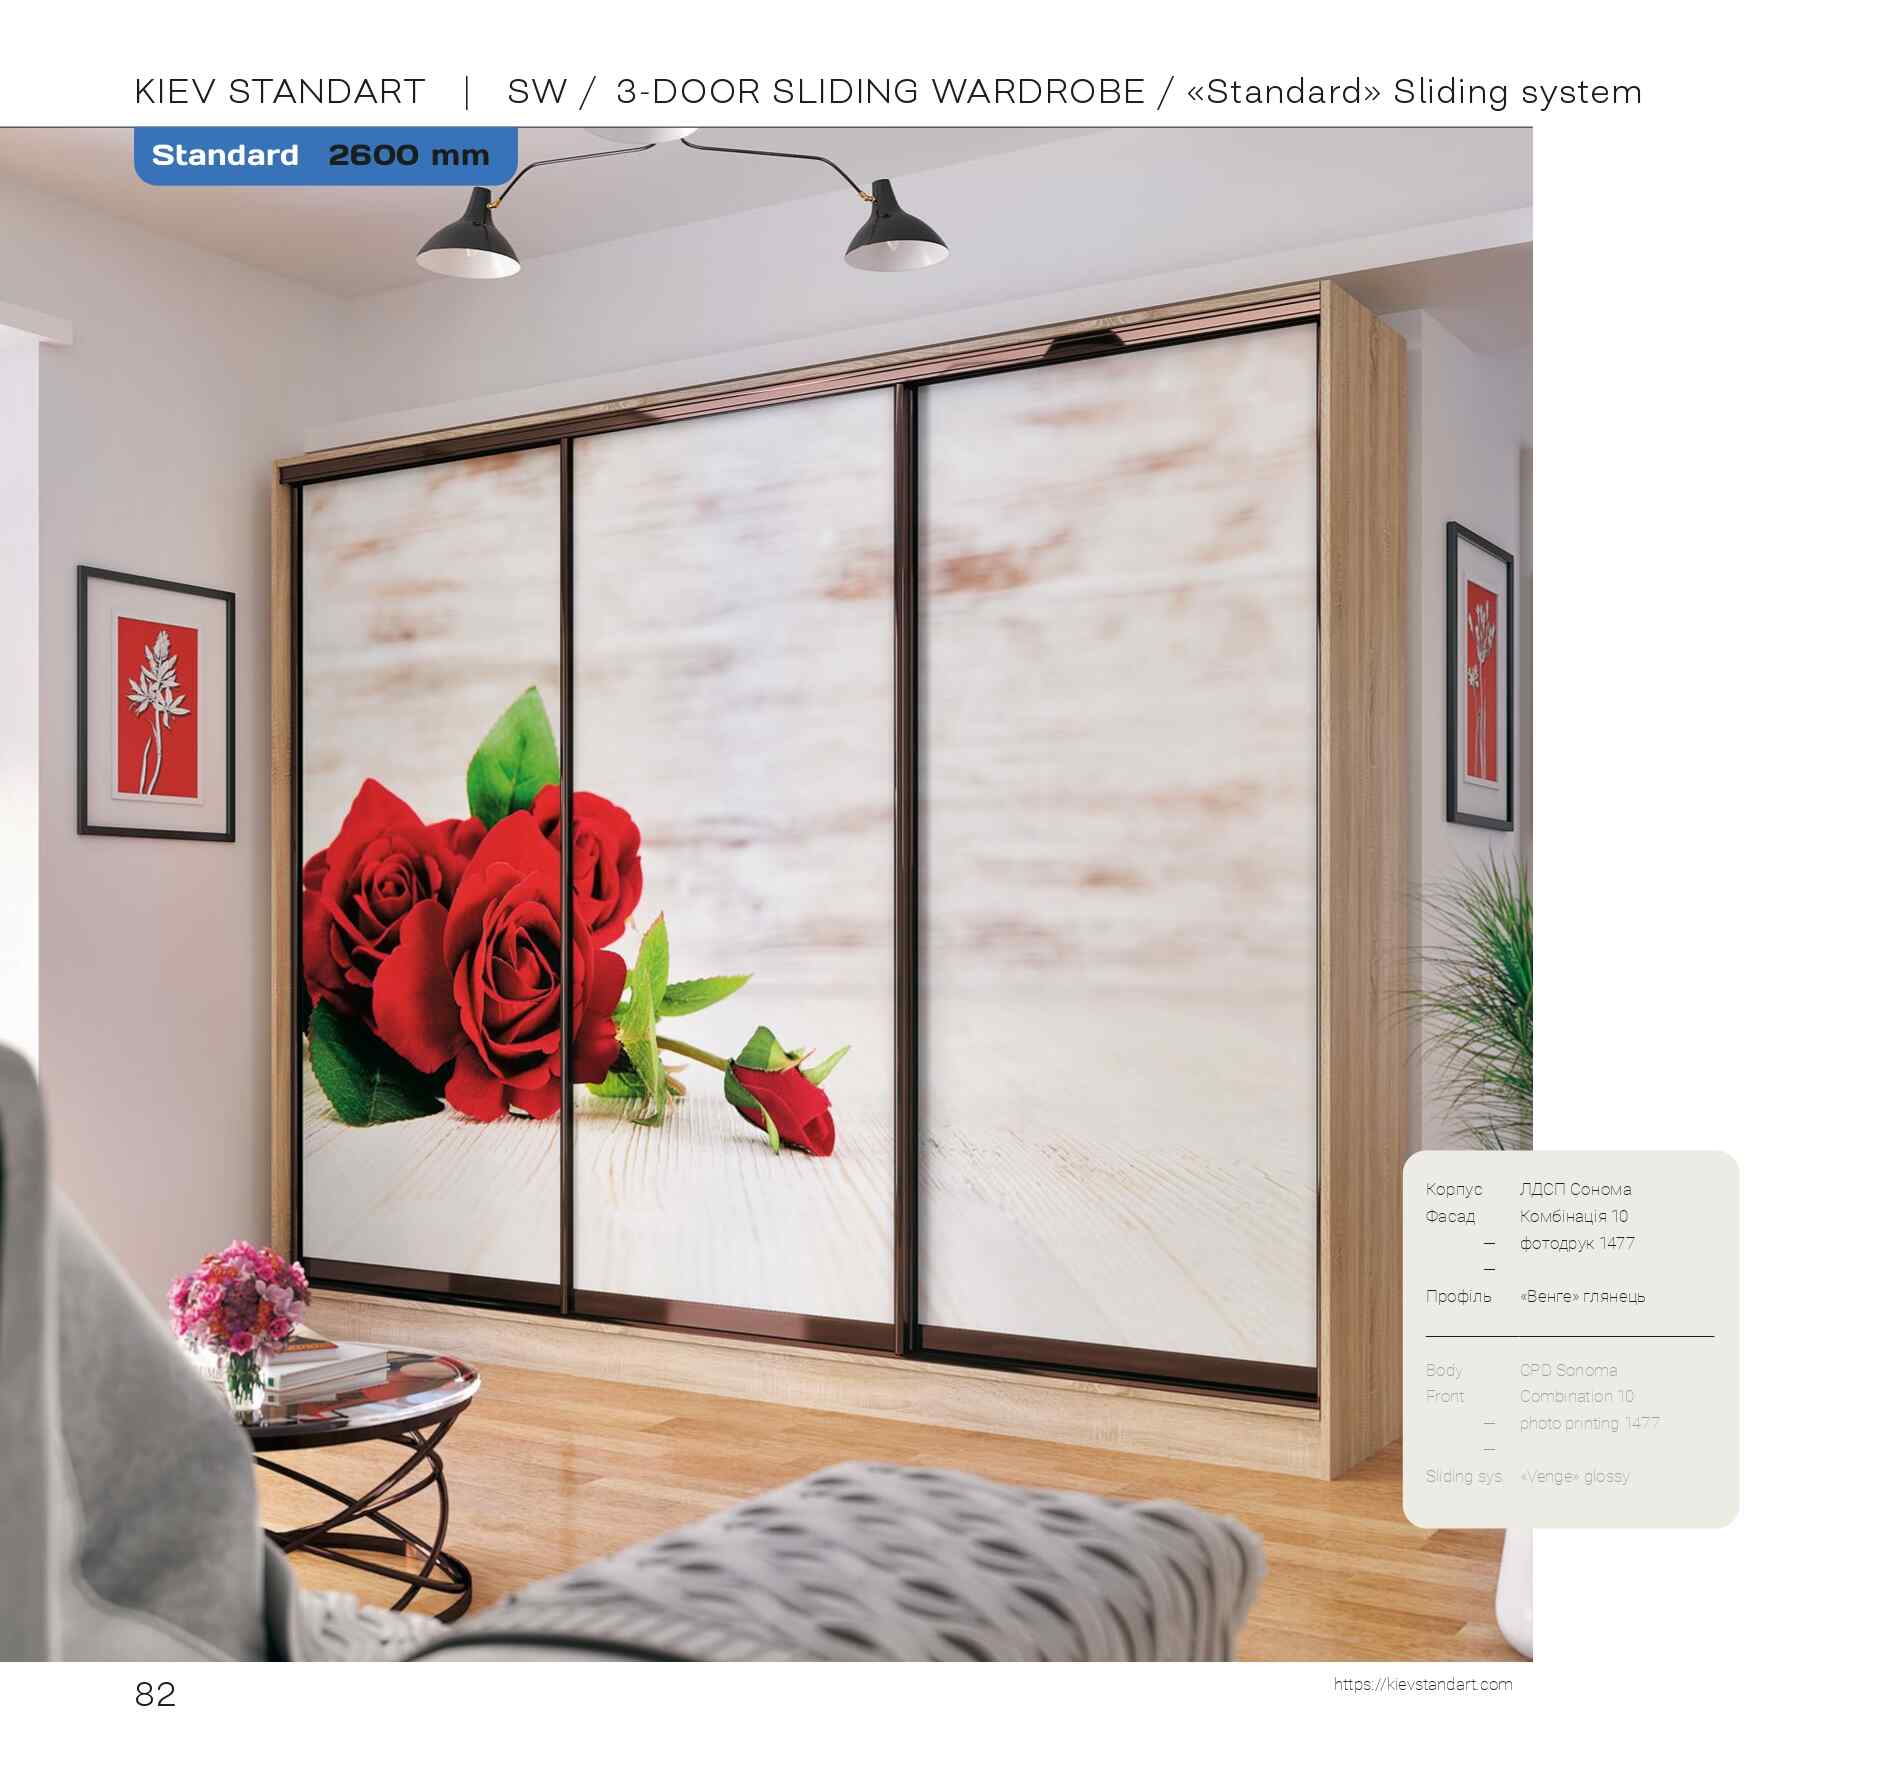 KIEV STANDART | SW / 3-DOOR SLIDING WARDROBE / «Standard» Sliding system
Standard 2600 mm
Корпус ЛДСП Сонома
Фасад Комбінація 10
— фотодрук 1477
—
Профіль «Венге» глянець
Body CPD Sonoma
Front Combination 10
— photo printing 1477
—
Sliding sys. «Venge» glossy
82
https://kievstandart.com